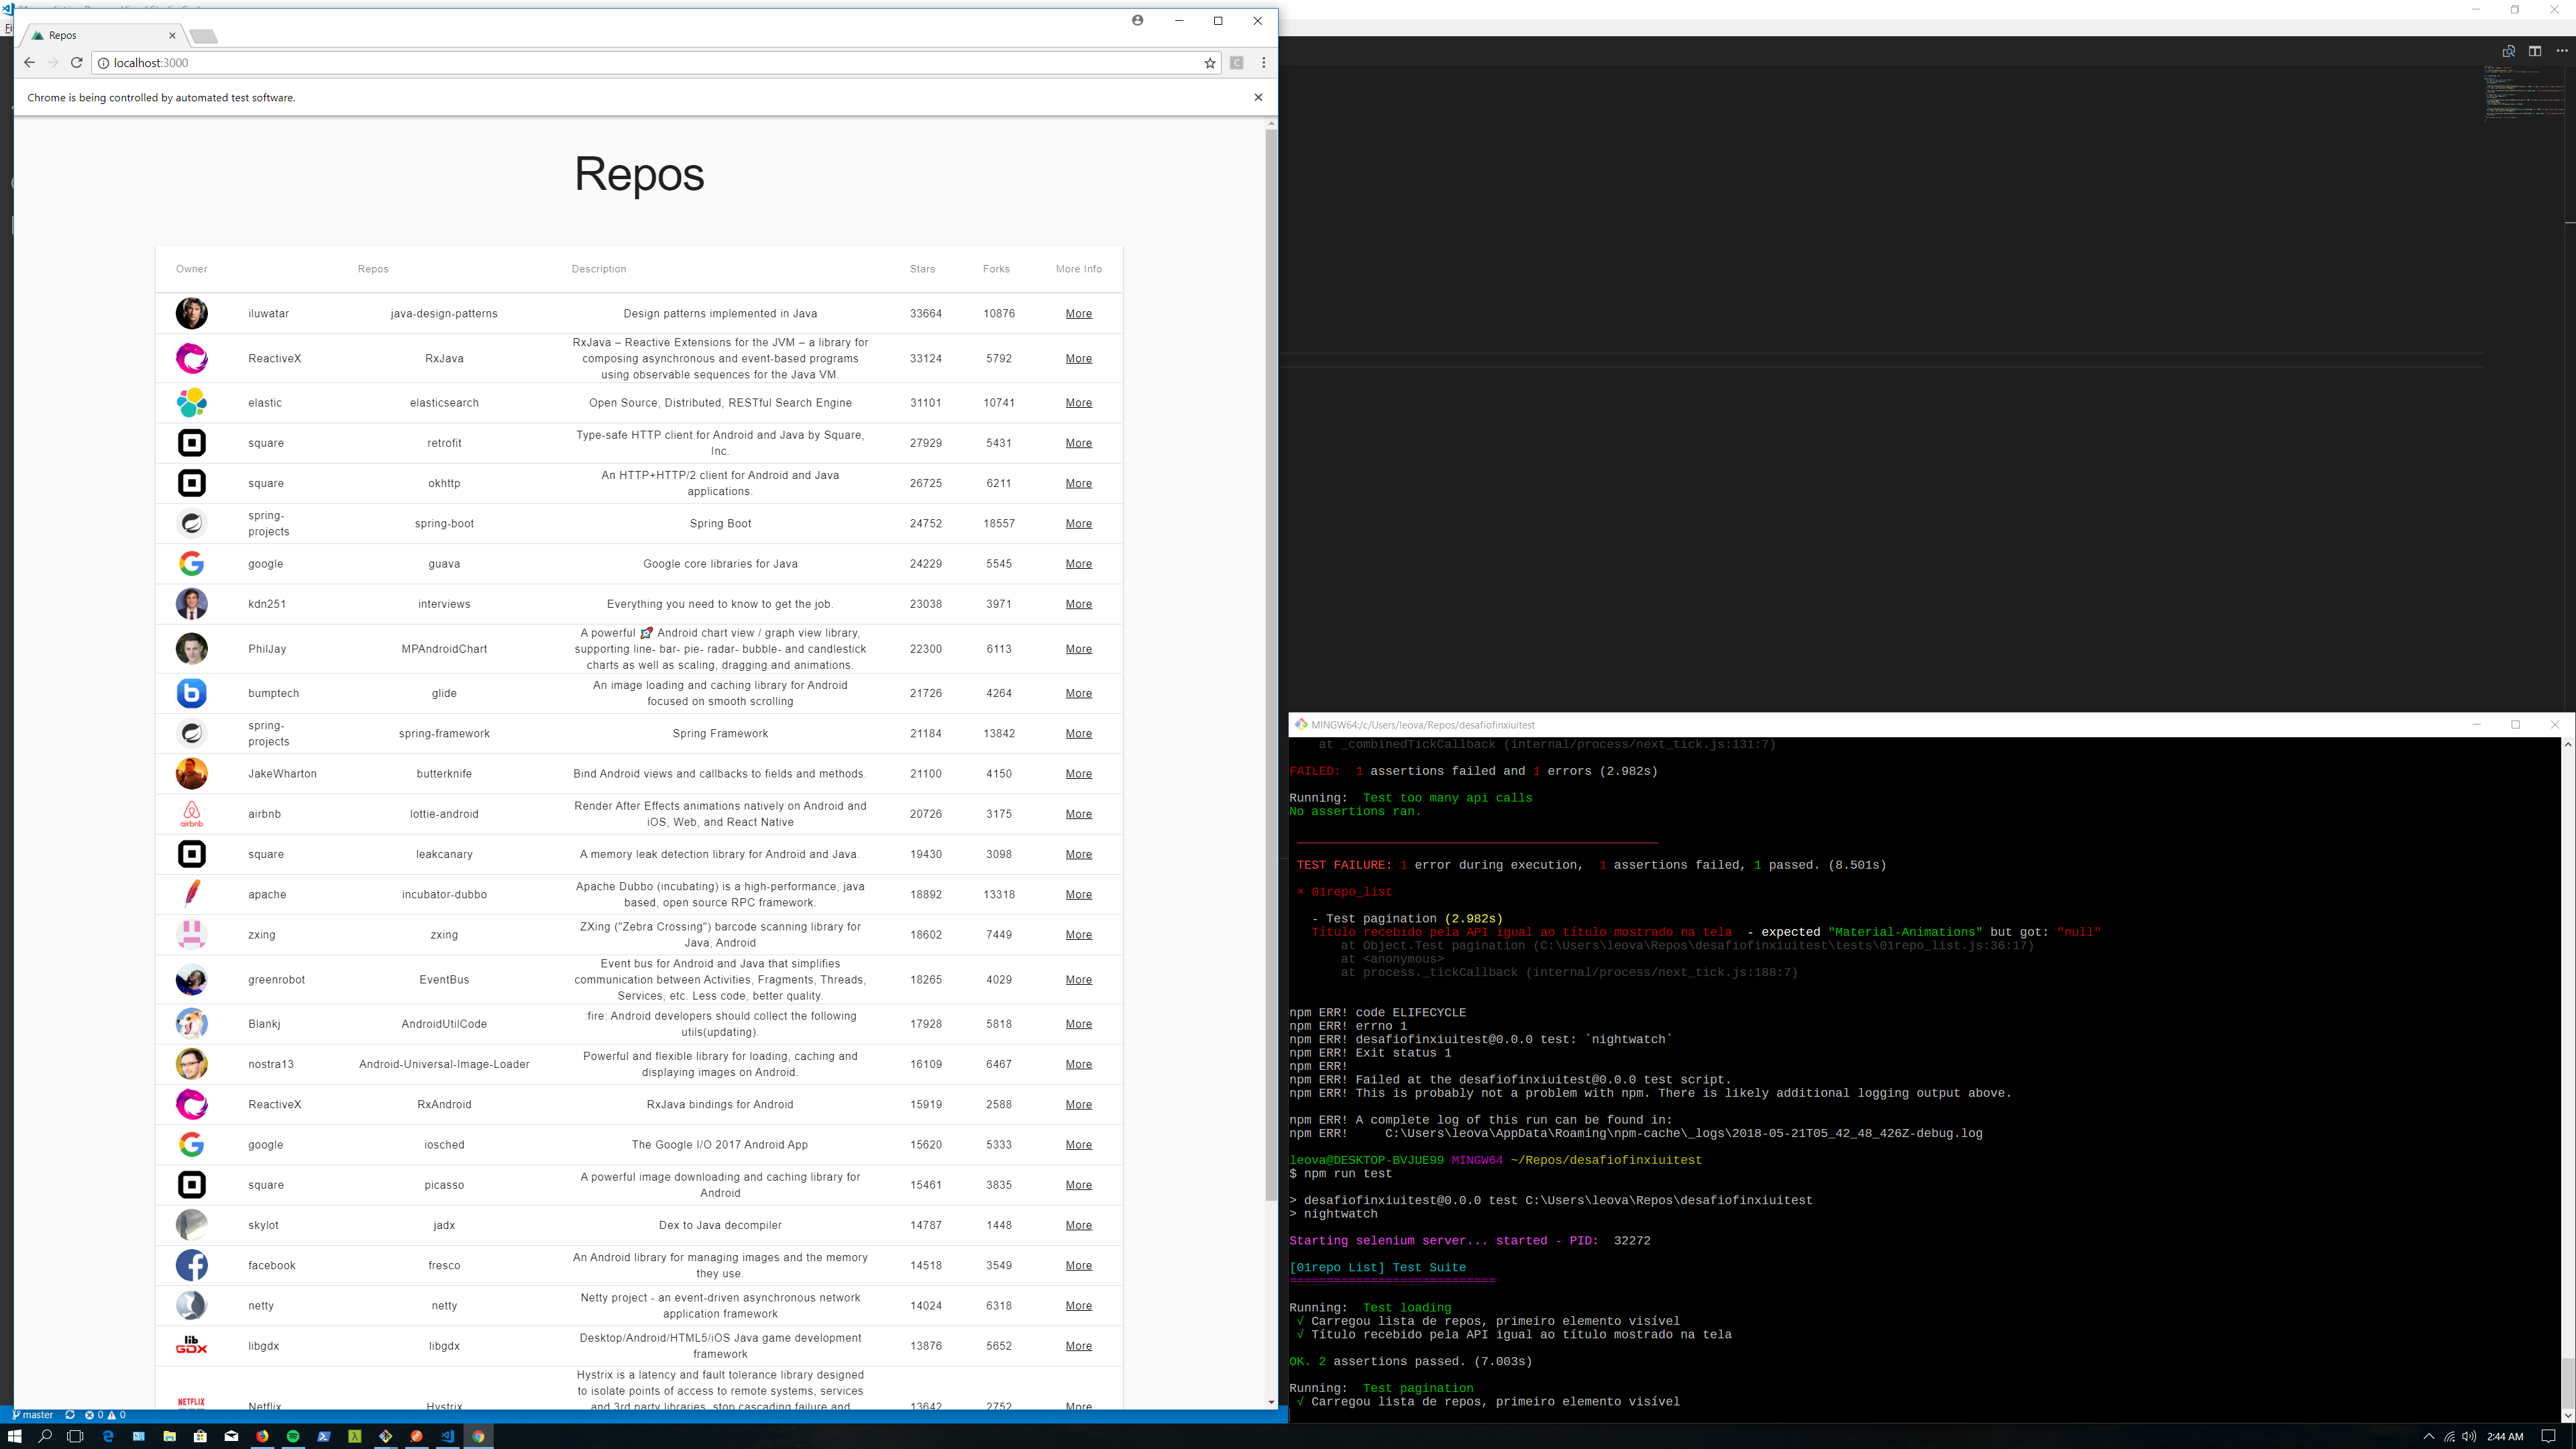 Repos
localhost:3000
Chrome is being controlled by automated test software.
Repos
Owner Repos Description Stars Forks More Info
iluwatar java-design-patterns Design patterns implemented in Java 33664 10876 More
RxJava – Reactive Extensions for the JVM – a library for
ReactiveX RxJava composing asynchronous and event-based programs 33124 5792 More
using observable sequences for the Java VM.
elastic elasticsearch Open Source, Distributed, RESTful Search Engine 31101 10741 More
Type-safe HTTP client for Android and Java by Square,
square retrofit 27929 5431 More
Inc.
An HTTP+HTTP/2 client for Android and Java
square okhttp 26725 6211 More
applications.
spring-
spring-boot Spring Boot 24752 18557 More
projects
google guava Google core libraries for Java 24229 5545 More
kdn251 interviews Everything you need to know to get the job. 23038 3971 More
A powerful 🚀 Android chart view / graph view library,
PhilJay MPAndroidChart supporting line- bar- pie- radar- bubble- and candlestick 22300 6113 More
charts as well as scaling, dragging and animations.
An image loading and caching library for Android
bumptech glide 21726 4264 More
focused on smooth scrolling
spring-
spring-framework Spring Framework 21184 13842 More
projects
JakeWharton butterknife Bind Android views and callbacks to fields and methods. 21100 4150 More
Render After Effects animations natively on Android and
airbnb airbnb lottie-android 20726 3175 More
iOS, Web, and React Native
square leakcanary A memory leak detection library for Android and Java. 19430 3098 More
Apache Dubbo (incubating) is a high-performance, java
apache incubator-dubbo 18892 13318 More
based, open source RPC framework.
ZXing ("Zebra Crossing") barcode scanning library for
zxing zxing 18602 7449 More
Java, Android
Event bus for Android and Java that simplifies
greenrobot EventBus communication between Activities, Fragments, Threads, 18265 4029 More
Services, etc. Less code, better quality.
:fire: Android developers should collect the following
Blankj AndroidUtilCode 17928 5818 More
utils(updating).
Powerful and flexible library for loading, caching and
nostra13 Android-Universal-Image-Loader 16109 6467 More
displaying images on Android.
ReactiveX RxAndroid RxJava bindings for Android 15919 2588 More
google iosched The Google I/O 2017 Android App 15620 5333 More
A powerful image downloading and caching library for
square picasso 15461 3835 More
Android
skylot jadx Dex to Java decompiler 14787 1448 More
An Android library for managing images and the memory
facebook fresco 14518 3549 More
they use.
Netty project - an event-driven asynchronous network
netty netty 14024 6318 More
application framework
Desktop/Android/HTML5/iOS Java game development
lib GDX libgdx libgdx 13876 5652 More
framework
Hystrix is a latency and fault tolerance library designed
to isolate points of access to remote systems, services
NETFLIX Netflix Hystrix and 3rd party libraries, stop cascading failure and 13642 2752 More
master 0 0
MINGW64:/c/Users/leova/Repos/desafiofinxiuitest
at _combinedTickCallback (internal/process/next_tick.js:131:7)
FAILED: 1 assertions failed and 1 errors (2.982s)
Running: Test too many api calls
No assertions ran.
TEST FAILURE: 1 error during execution, 1 assertions failed, 1 passed. (8.501s)
× 01repo_list
- Test pagination (2.982s)
Título recebido pela API igual ao título mostrado na tela - expected "Material-Animations" but got: "null"
at Object.Test pagination (C:\Users\leova\Repos\desafiofinxiuitest\tests\01repo_list.js:36:17)
at <anonymous>
at process._tickCallback (internal/process/next_tick.js:188:7)
npm ERR! code ELIFECYCLE
npm ERR! errno 1
npm ERR! desafiofinxiuitest@0.0.0 test: `nightwatch`
npm ERR! Exit status 1
npm ERR!
npm ERR! Failed at the desafiofinxiuitest@0.0.0 test script.
npm ERR! This is probably not a problem with npm. There is likely additional logging output above.
npm ERR! A complete log of this run can be found in:
npm ERR! C:\Users\leova\AppData\Roaming\npm-cache\_logs\2018-05-21T05_42_48_426Z-debug.log
leova@DESKTOP-BVJUE99 MINGW64 ~/Repos/desafiofinxiuitest
$ npm run test
> desafiofinxiuitest@0.0.0 test C:\Users\leova\Repos\desafiofinxiuitest
> nightwatch
Starting selenium server... started - PID: 32272
[01repo List] Test Suite
============================
Running: Test loading
√ Carregou lista de repos, primeiro elemento visível
√ Título recebido pela API igual ao título mostrado na tela
OK. 2 assertions passed. (7.003s)
Running: Test pagination
√ Carregou lista de repos, primeiro elemento visível
2:44 AM